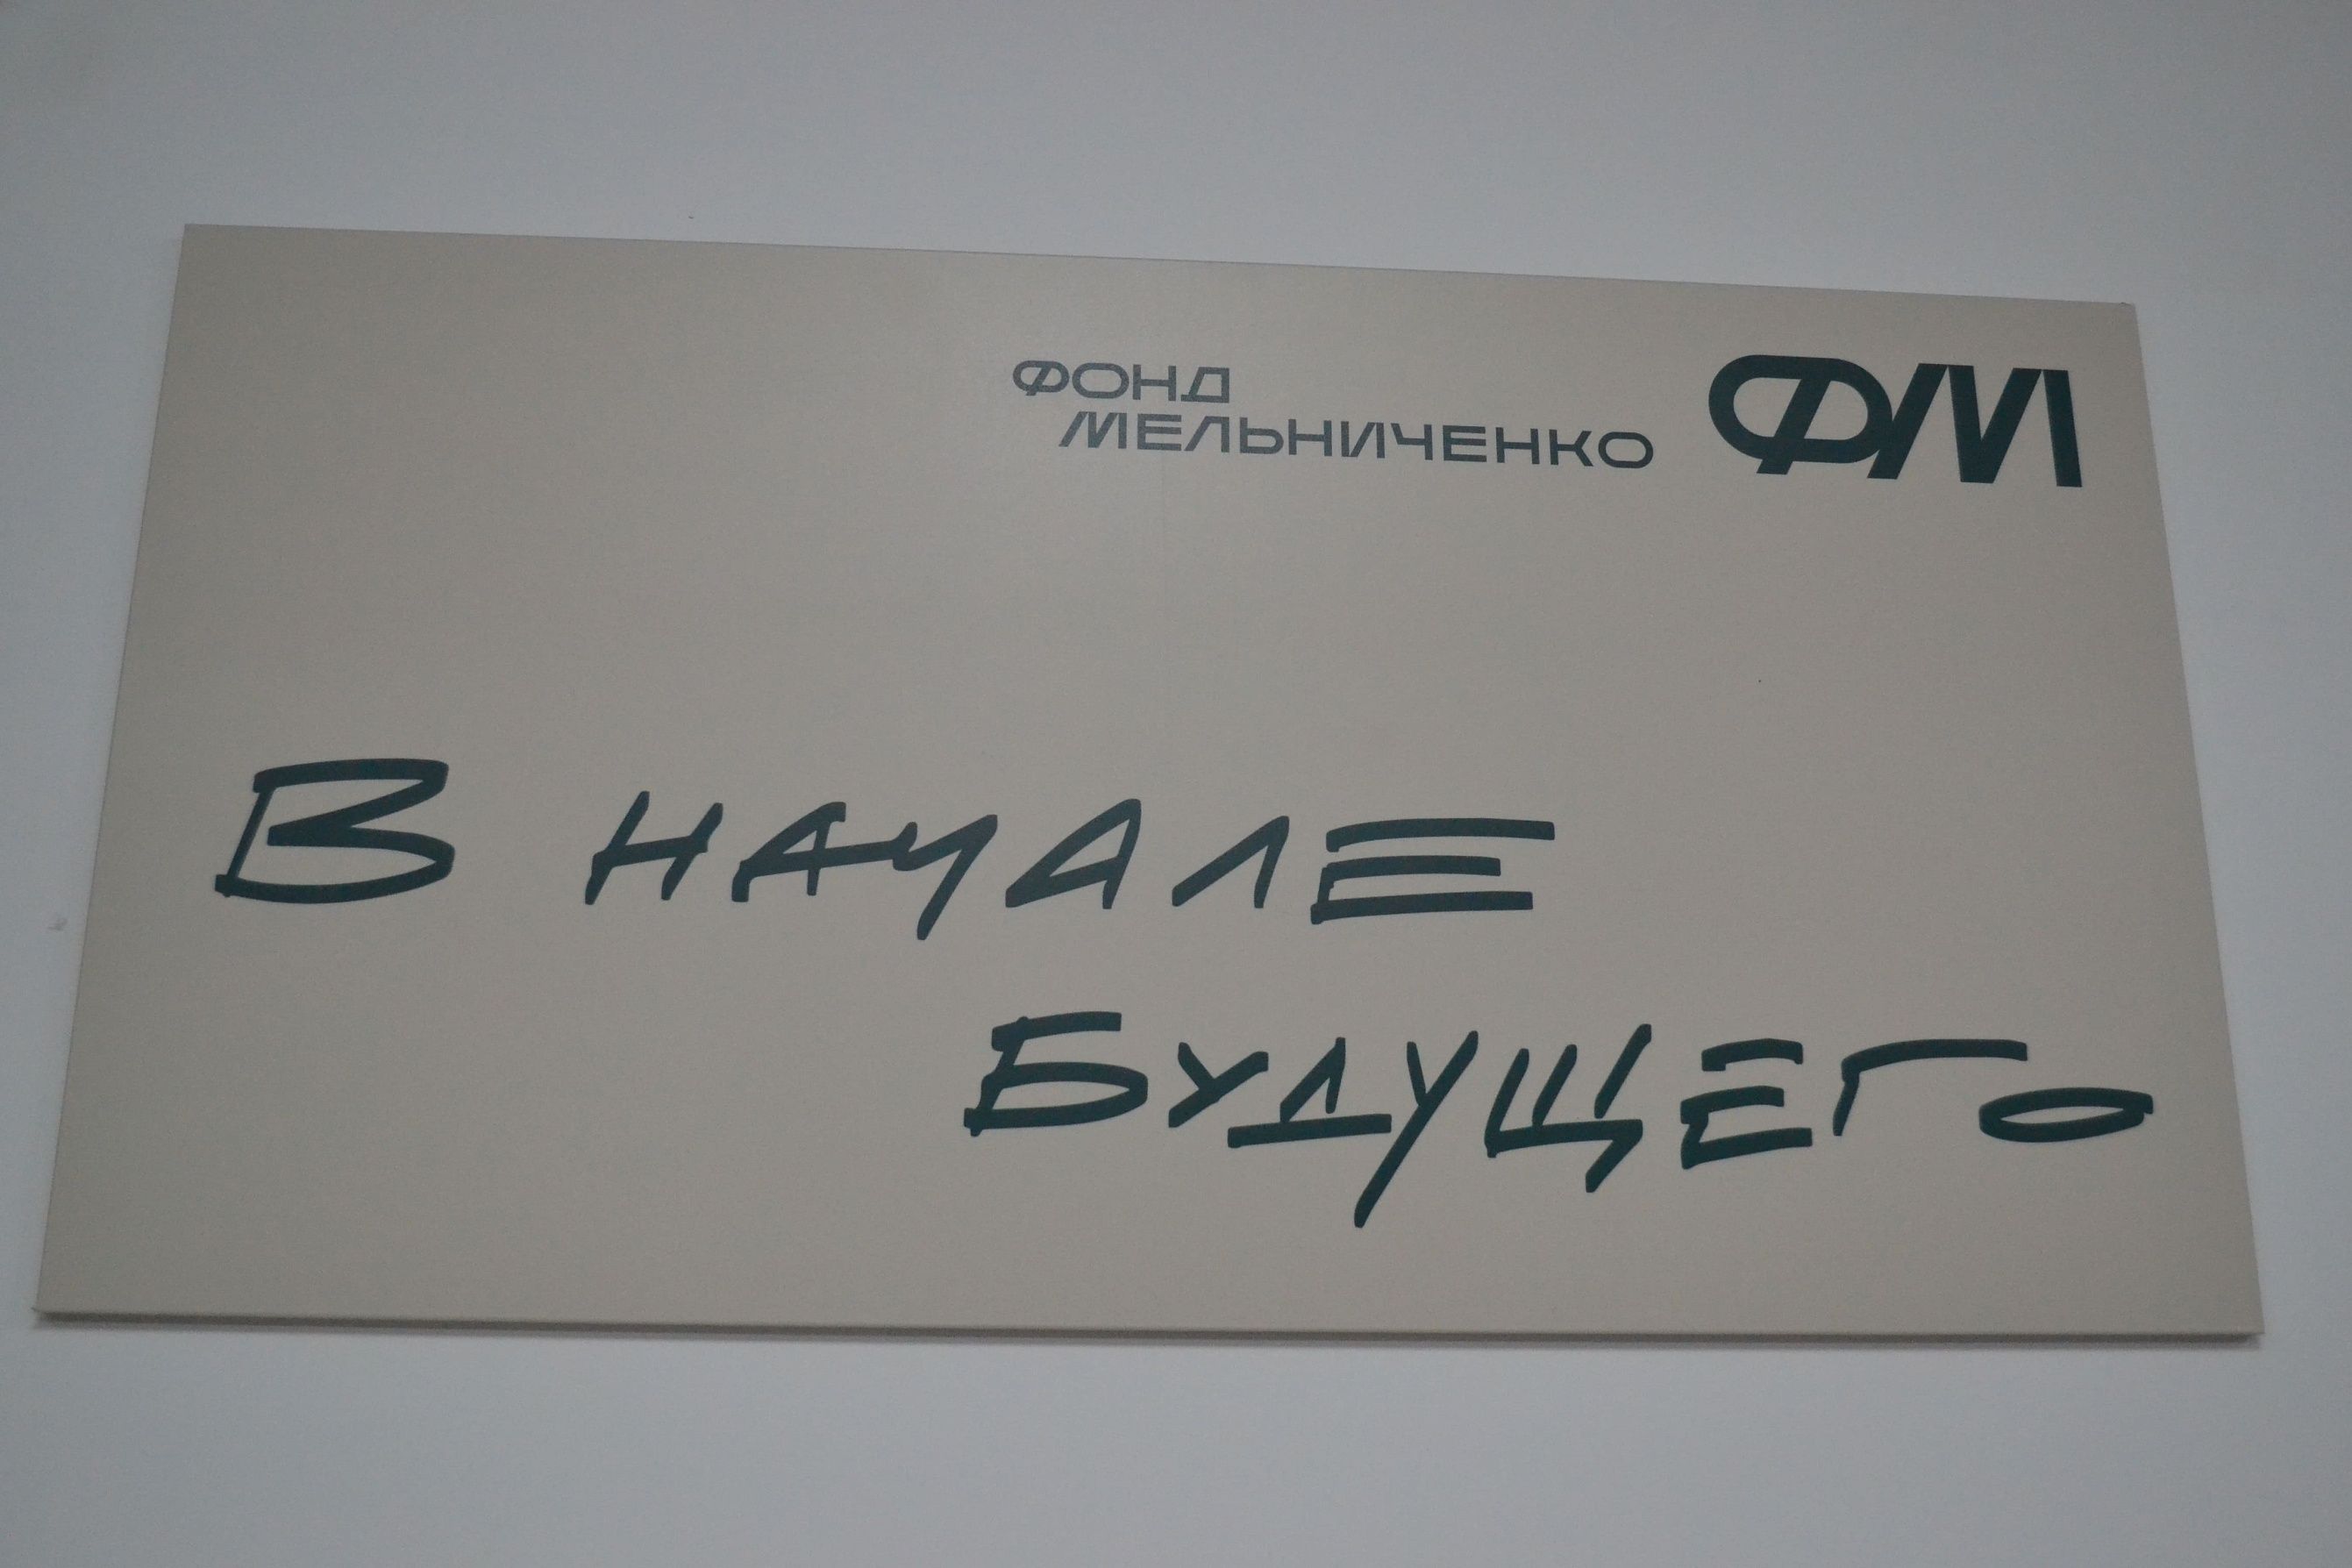 ФОНД
МЕЛЬНИЧЕНКО
ФМ
В НАЧАЛЕ
БУДУЩЕГО